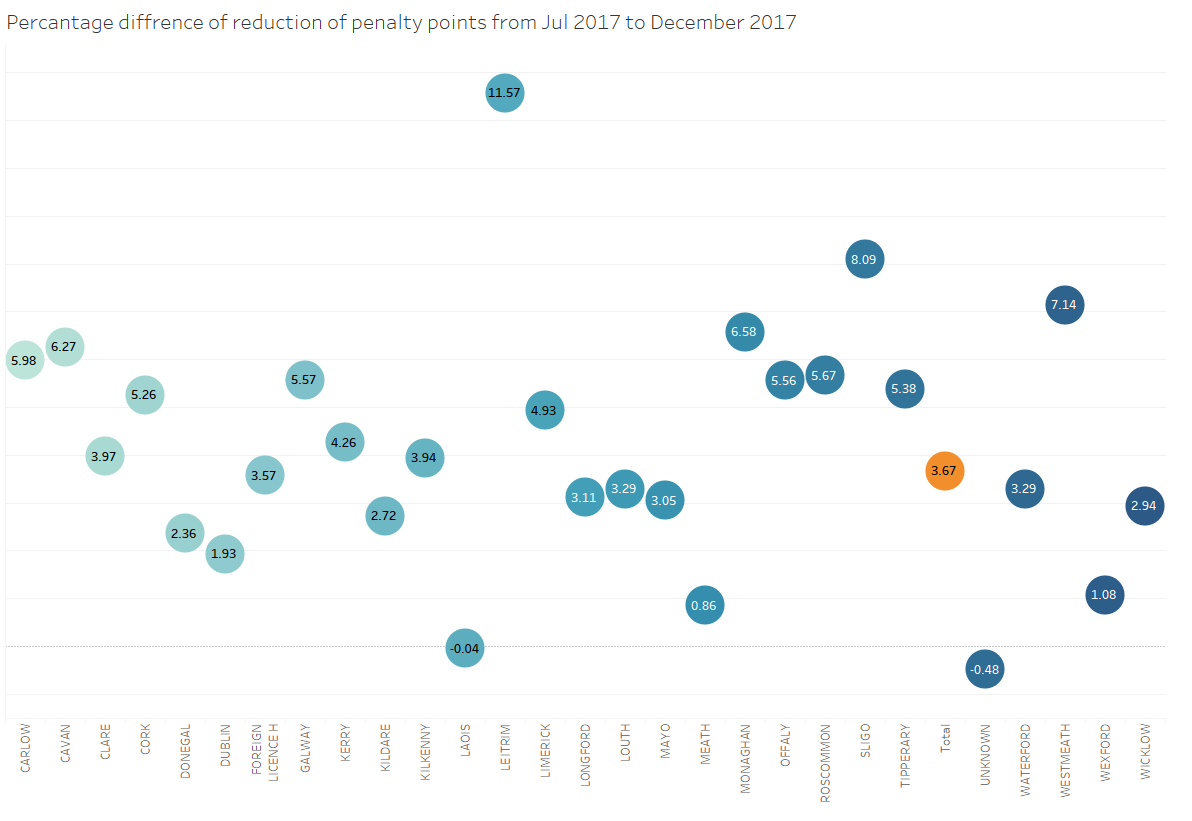 Percantage diffrence of reduction of penalty points from Jul 2017 to December 2017
11.57
8.09
7.14
6.58
6.27
5.98
5.67
5.57
5.56
5.38
5.26
4.93
4.26
3.97
3.94
3.67
3.57
3.29
3.29
3.11
3.05
2.94
2.72
2.36
1.93
1.08
0.86
-0.04
-0.48
CARLOW
CAVAN
CLARE
CORK
DONEGAL
DUBLIN
FOREIGN
LICENCE H
GALWAY
KERRY
KILDARE
KILKENNY
LAOIS
LEITRIM
LIMERICK
LONGFORD
LOUTH
MAYO
MEATH
MONAGHAN
OFFALY
ROSCOMMON
SLIGO
TIPPERARY
Total
UNKNOWN
WATERFORD
WESTMEATH
WEXFORD
WICKLOW